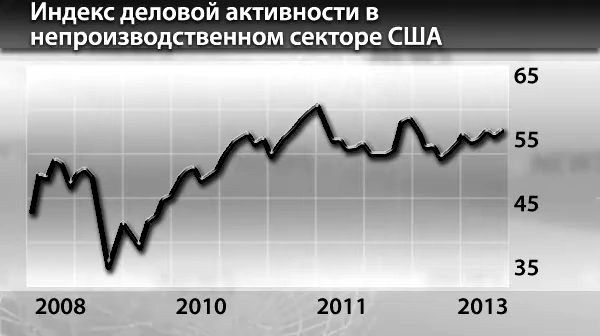 Индекс деловой активности в
непроизводственном секторе США
65
55
45
35
2008 2010 2011 2013